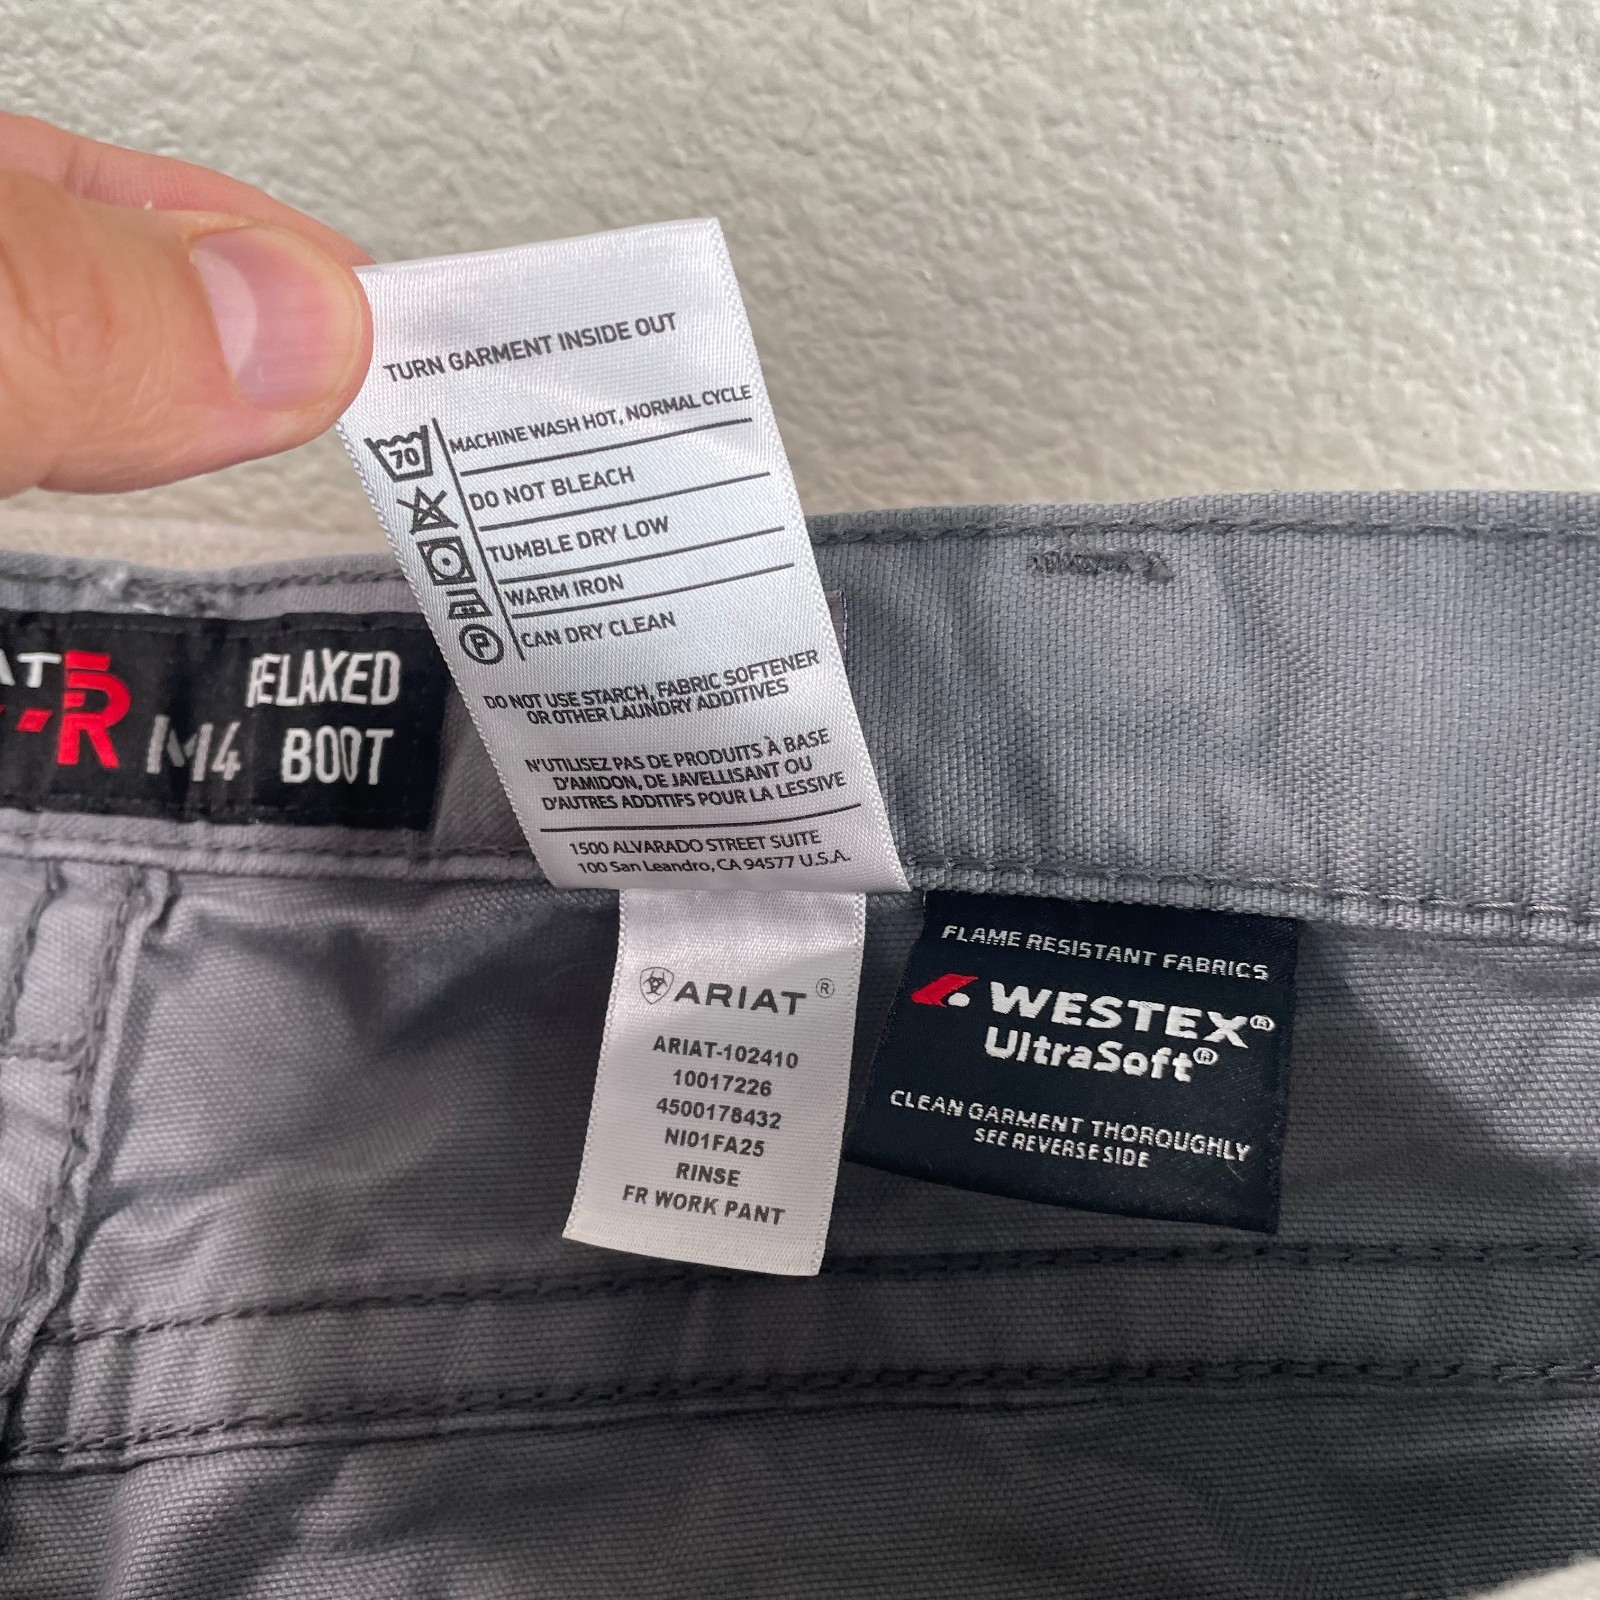 TURN GARMENT INSIDE OUT
70 MACHINE WASH HOT, NORMAL CYCLE
DO NOT BLEACH
TUMBLE DRY LOW
WARM IRON
P CAN DRY CLEAN
DO NOT USE STARCH, FABRIC SOFTENER
OR OTHER LAUNDRY ADDITIVES
N'UTILISEZ PAS DE PRODUITS À BASE
D'AMIDON, DE JAVELLISANT OU
D'AUTRES ADDITIFS POUR LA LESSIVE
1500 ALVARADO STREET SUITE
100 San Leandro, CA 94577 U.S.A.
AT
FR M4
RELAXED
BOOT
ARIAT®
ARIAT-102410
10017226
4500178432
NI01FA25
RINSE
FR WORK PANT
FLAME RESISTANT FABRICS
WESTEX®
UltraSoft®
CLEAN GARMENT THOROUGHLY
SEE REVERSE SIDE